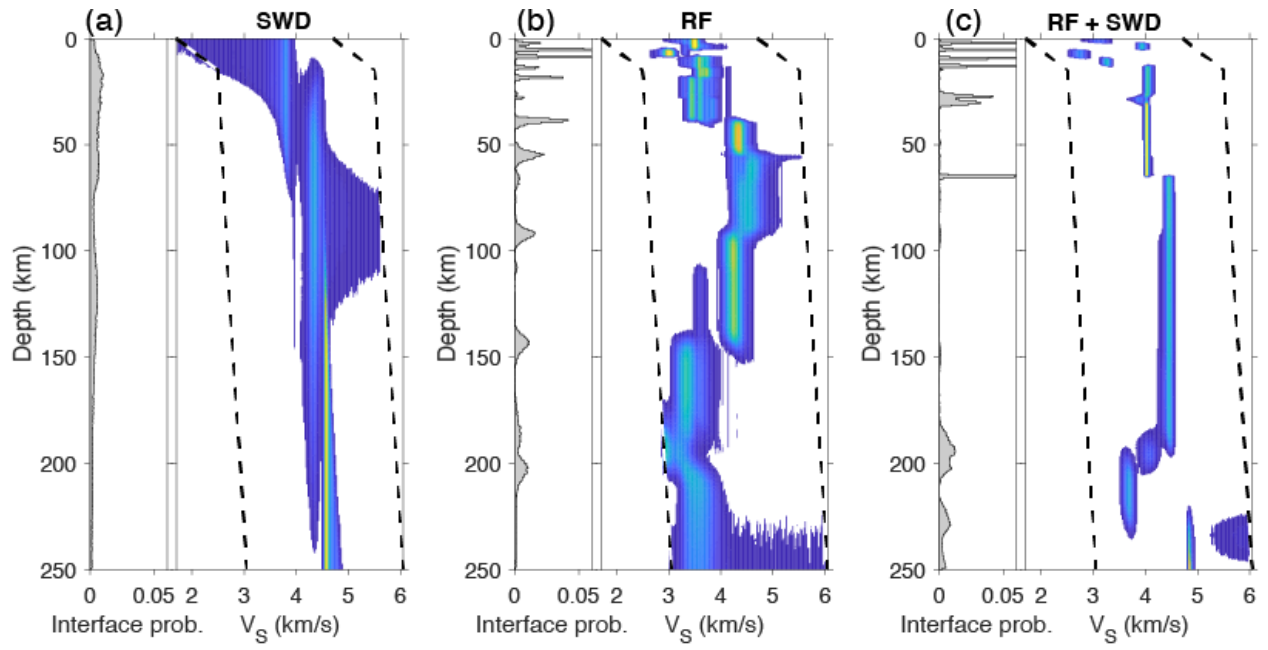 (a) SWD
(b) RF
(c) RF + SWD
0
50
100
150
200
250
Depth (km)
0 0.05 2 3 4 5 6
Interface prob. V_S (km/s)
0
50
100
150
200
250
Depth (km)
0 0.05 2 3 4 5 6
Interface prob. V_S (km/s)
0
50
100
150
200
250
Depth (km)
0 0.05 2 3 4 5 6
Interface prob. V_S (km/s)